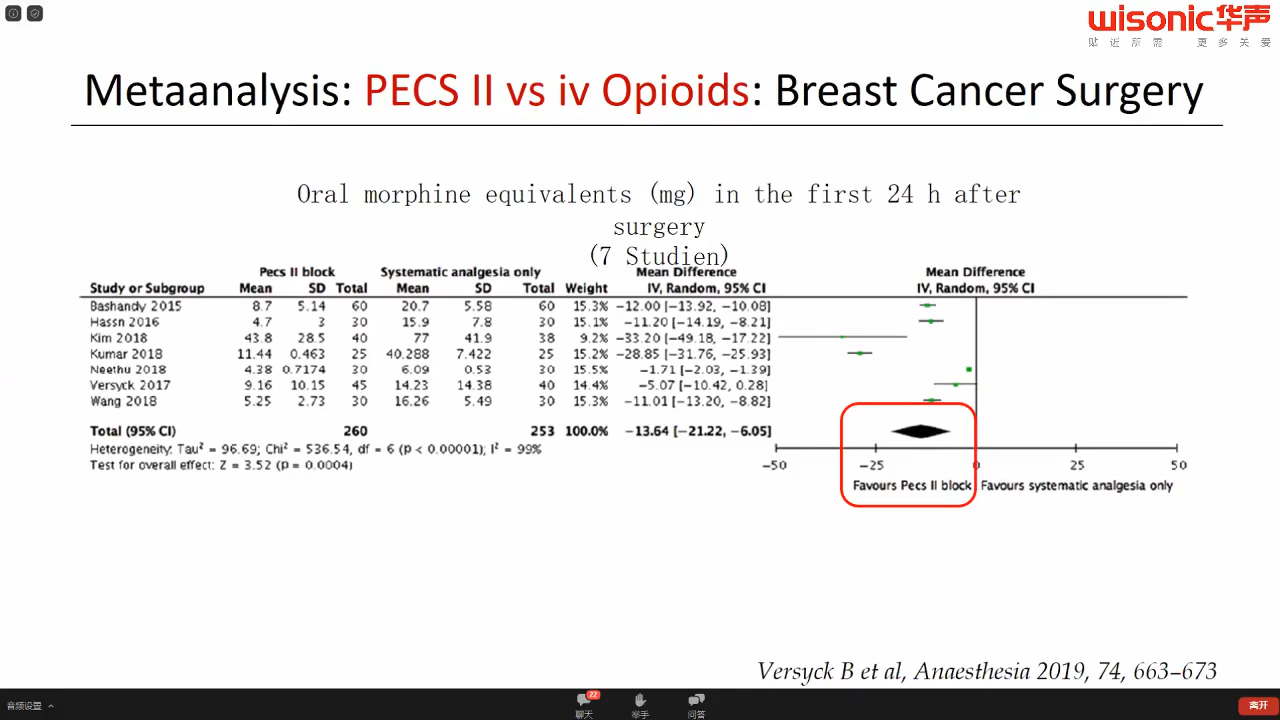 wisonic华声
贴近所需 更多关爱
Metaanalysis: PECS II vs iv Opioids: Breast Cancer Surgery
Oral morphine equivalents (mg) in the first 24 h after
surgery
(7 Studien)
Pecs II block Systematic analgesia only Mean Difference Mean Difference
Study or Subgroup Mean SD Total Mean SD Total Weight IV, Random, 95% CI IV, Random, 95% CI
Bashandy 2015 8.7 5.14 60 20.7 5.58 60 15.3% −12.00 [−13.92, −10.08]
Hassn 2016 4.7 3 30 15.9 7.8 30 15.1% −11.20 [−14.19, −8.21]
Kim 2018 43.8 28.5 40 77 41.9 38 9.2% −33.20 [−49.18, −17.22]
Kumar 2018 11.44 0.463 25 40.288 7.422 25 15.2% −28.85 [−31.76, −25.93]
Neethu 2018 4.38 0.7174 30 6.09 0.53 30 15.5% −1.71 [−2.03, −1.39]
Versyck 2017 9.16 10.15 45 14.23 14.38 40 14.4% −5.07 [−10.42, 0.28]
Wang 2018 5.25 2.73 30 16.26 5.49 30 15.3% −11.01 [−13.20, −8.82]
Total (95% CI) 260 253 100.0% −13.64 [−21.22, −6.05]
Heterogeneity: Tau² = 96.69; Chi² = 536.54, df = 6 (p < 0.00001); I² = 99%
Test for overall effect: Z = 3.52 (p = 0.0004)
−50 −25 0 25 50
Favours Pecs II block Favours systematic analgesia only
Versyck B et al, Anaesthesia 2019, 74, 663–673
22
音频设置 聊天 举手 问答 离开